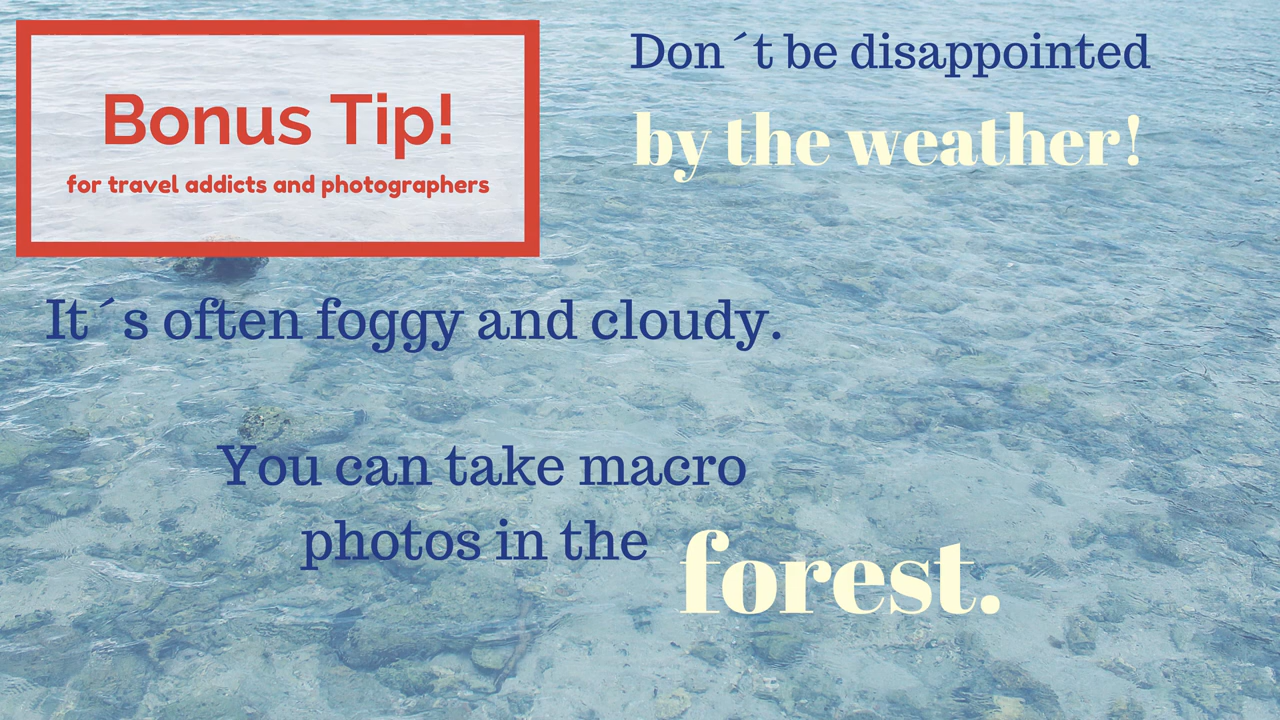 Bonus Tip!
for travel addicts and photographers
Don´t be disappointed
by the weather!
It´s often foggy and cloudy.
You can take macro
photos in the forest.